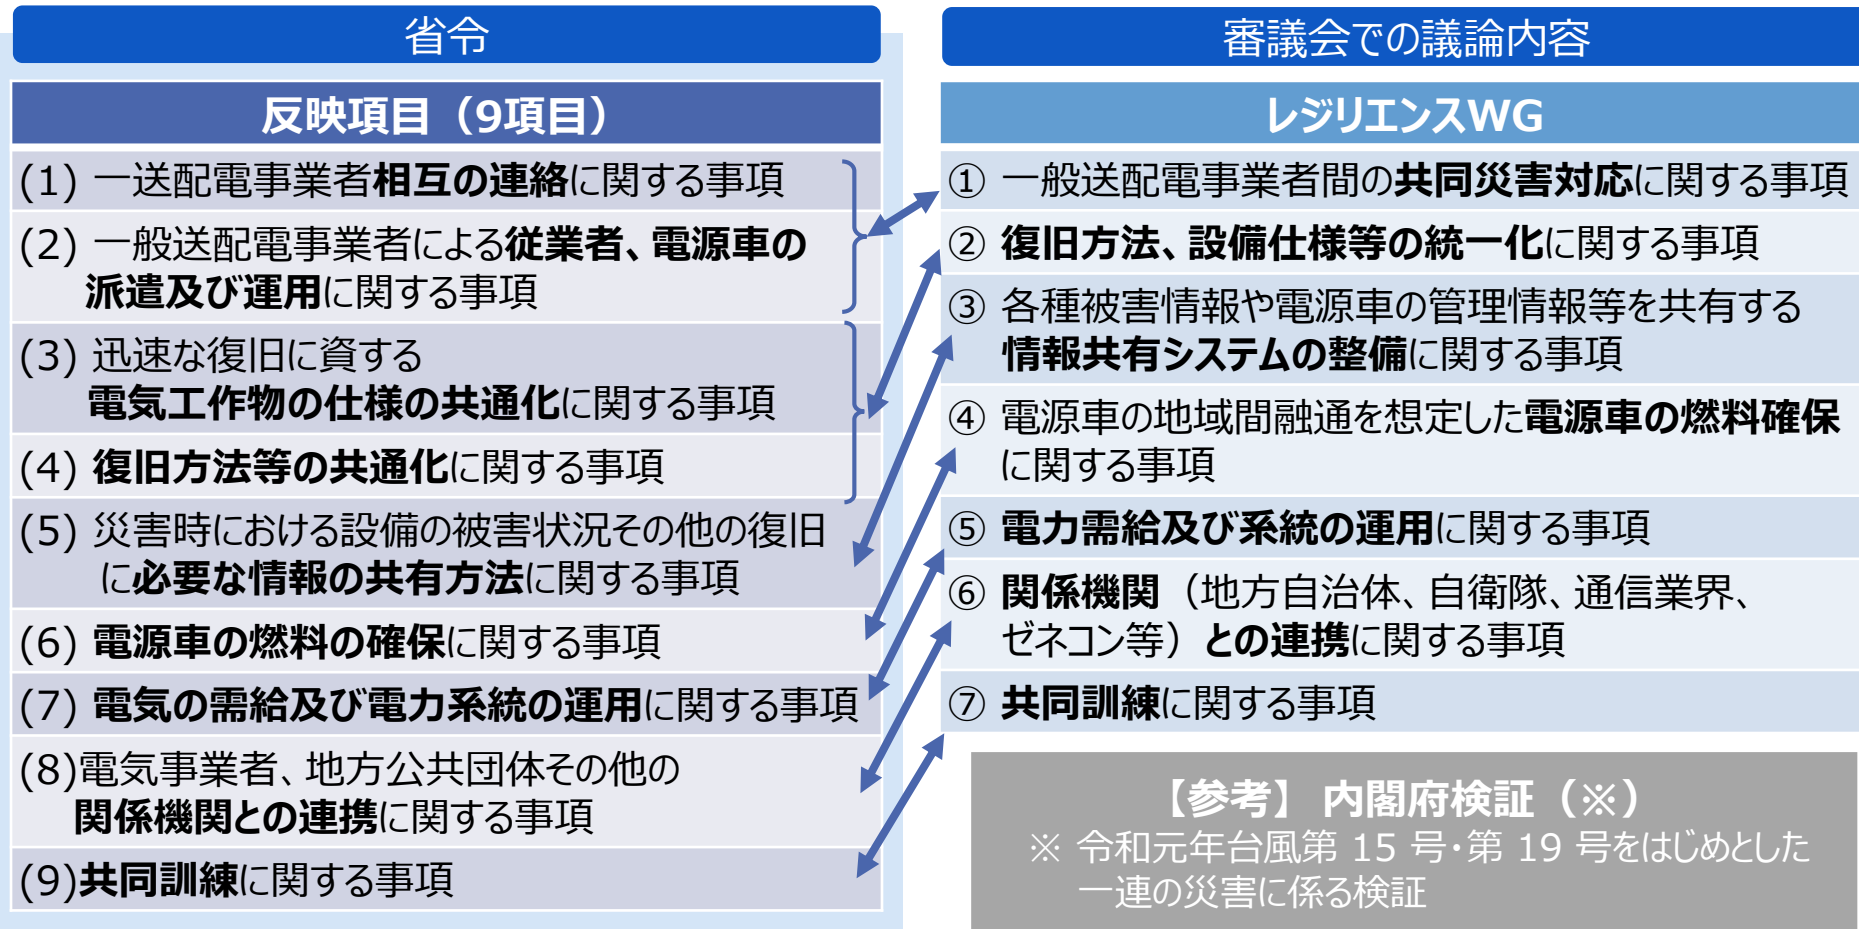 省令
反映項目（9項目）
(1) 一送配電事業者相互の連絡に関する事項
(2) 一般送配電事業者による従業者、電源車の
派遣及び運用に関する事項
(3) 迅速な復旧に資する
電気工作物の仕様の共通化に関する事項
(4) 復旧方法等の共通化に関する事項
(5) 災害時における設備の被害状況その他の復旧
に必要な情報の共有方法に関する事項
(6) 電源車の燃料の確保に関する事項
(7) 電気の需給及び電力系統の運用に関する事項
(8)電気事業者、地方公共団体その他の
関係機関との連携に関する事項
(9)共同訓練に関する事項
審議会での議論内容
レジリエンスWG
① 一般送配電事業者間の共同災害対応に関する事項
② 復旧方法、設備仕様等の統一化に関する事項
③ 各種被害情報や電源車の管理情報等を共有する
情報共有システムの整備に関する事項
④ 電源車の地域間融通を想定した電源車の燃料確保
に関する事項
⑤ 電力需給及び系統の運用に関する事項
⑥ 関係機関（地方自治体、自衛隊、通信業界、
ゼネコン等）との連携に関する事項
⑦ 共同訓練に関する事項
【参考】 内閣府検証（※）
※ 令和元年台風第 15 号・第 19 号をはじめとした
一連の災害に係る検証